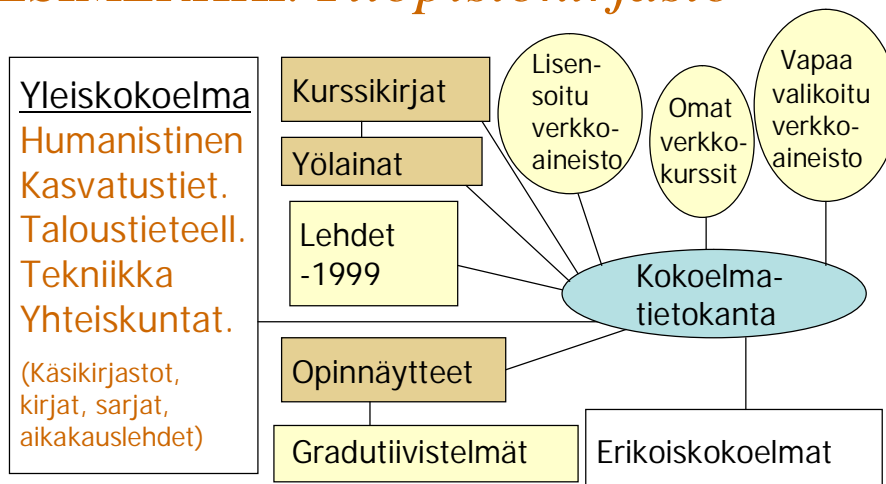 Yleiskokoelma
Humanistinen
Kasvatustiet.
Taloustieteell.
Tekniikka
Yhteiskuntat.
(Käsikirjastot,
kirjat, sarjat,
aikakauslehdet)
Kurssikirjat
Yölainat
Lehdet
-1999
Opinnäytteet
Gradutiivistelmät
Lisen-
soitu
verkko-
aineisto
Omat
verkko-
kurssit
Vapaa
valikoitu
verkko-
aineisto
Kokoelma-
tietokanta
Erikoiskokoelmat